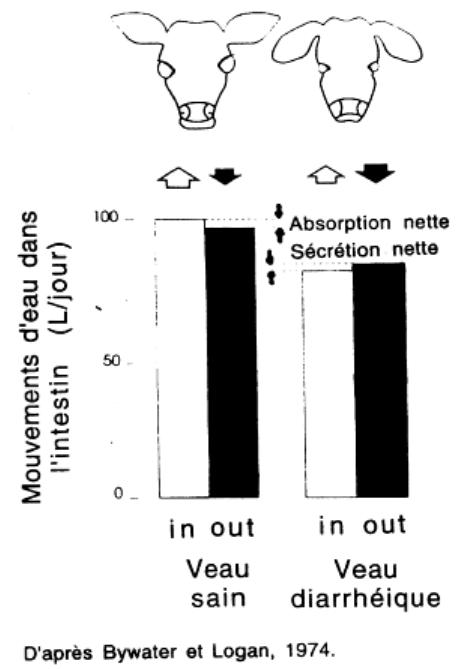 100
Absorption nette
Sécrétion nette
50
0
Mouvements d'eau dans
l'intestin (L/jour)
in out
in out
Veau
sain
Veau
diarrhéique
D'après Bywater et Logan, 1974.